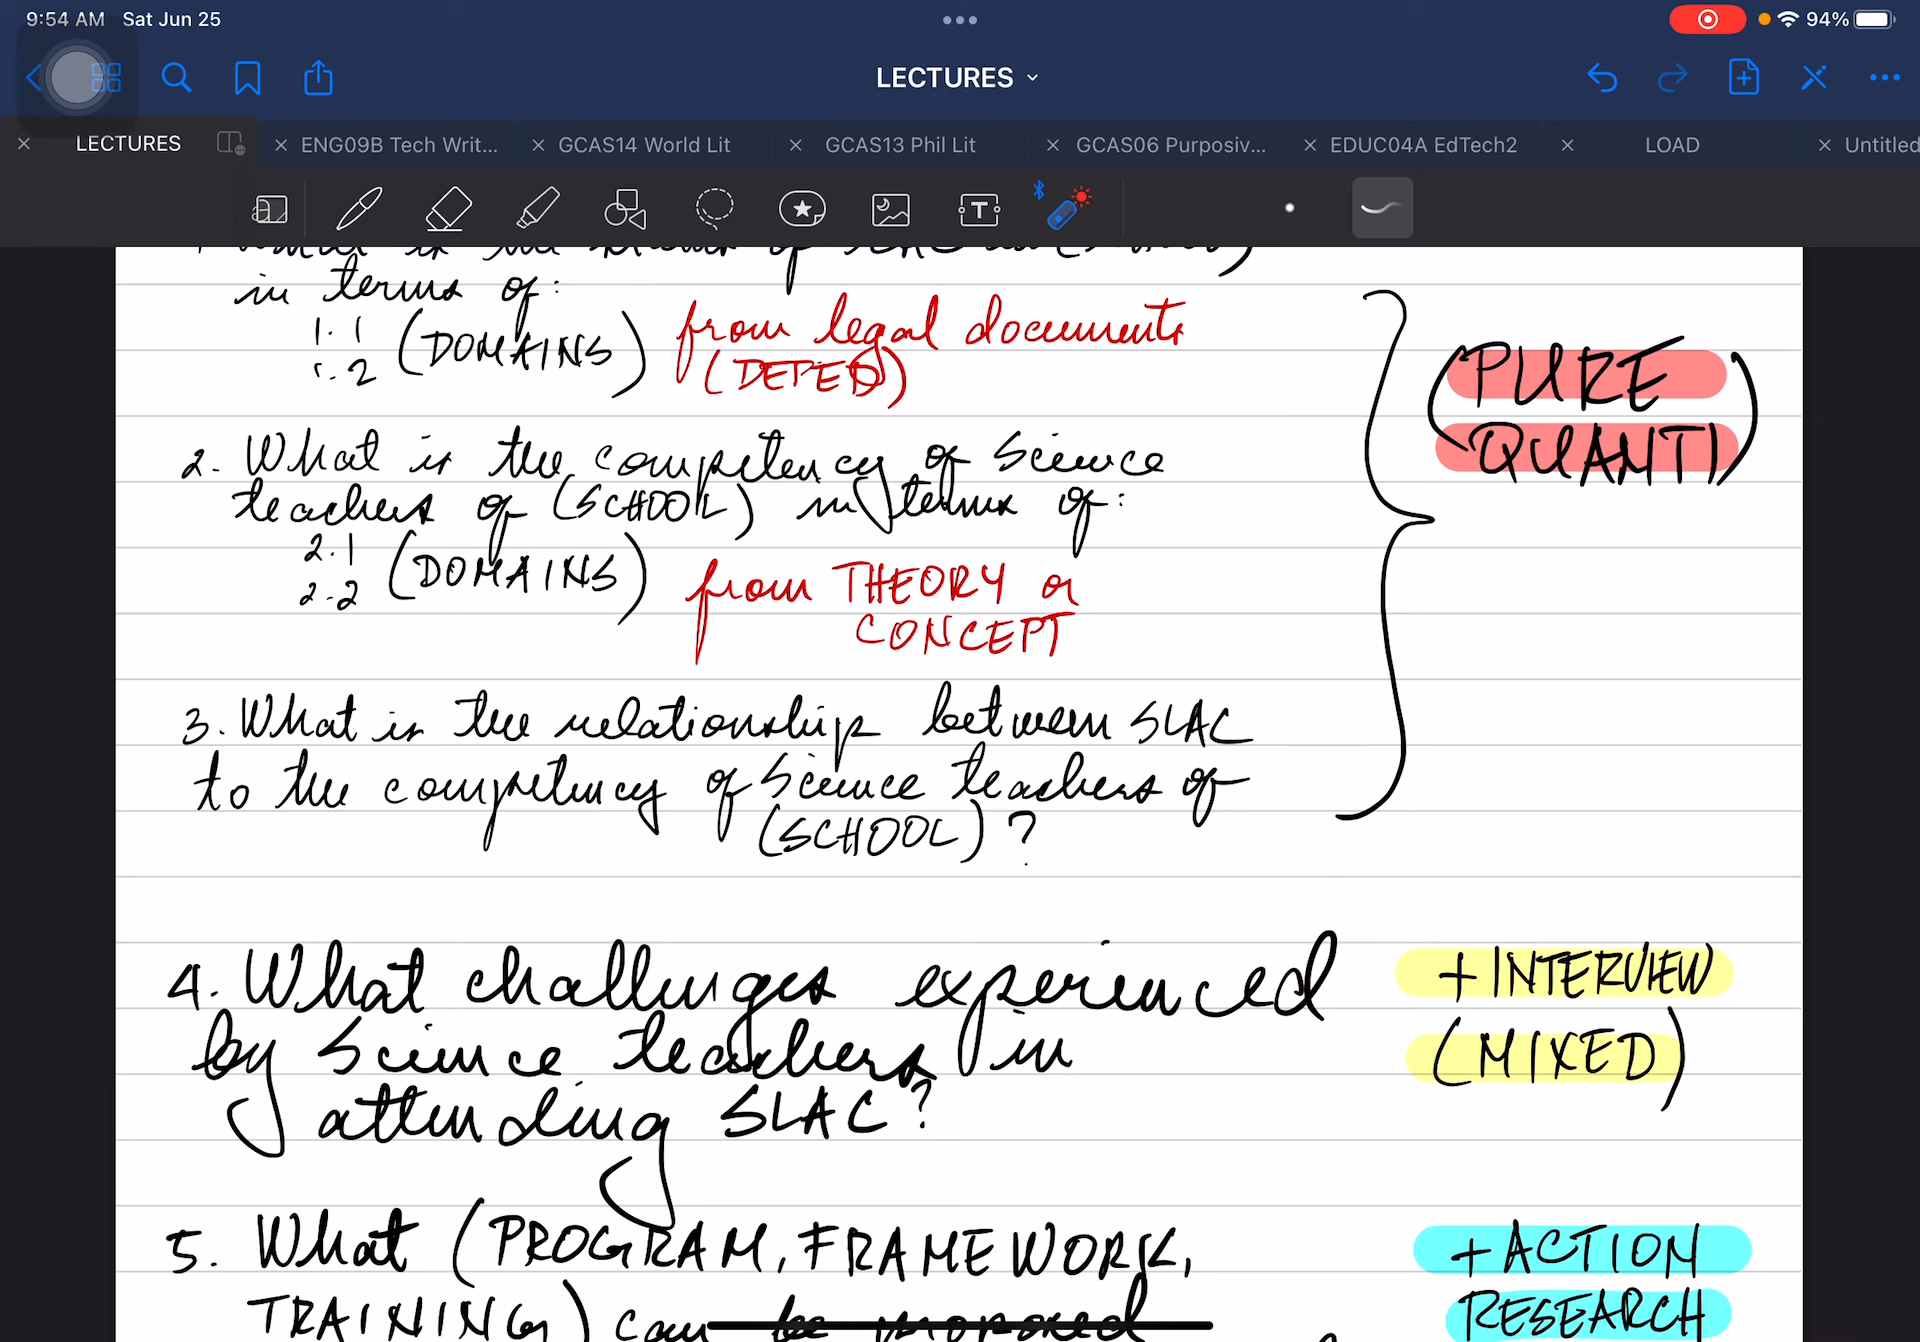 9:54 AM Sat Jun 25
94%
LECTURES
LECTURES
ENG09B Tech Writ...
GCAS14 World Lit
GCAS13 Phil Lit
GCAS06 Purposiv...
EDUC04A EdTech2
LOAD
Untitled
in terms of:
1.1 (DOMAINS) from legal documents
1.2 (DEPED)
2. What is the competency of Science
teachers of (SCHOOL) in terms of:
2.1 (DOMAINS) from THEORY or
2.2 CONCEPT
3. What is the relationship between SLAC
to the competency of Science teachers of
(SCHOOL)?
(PURE
QUANTI)
4. What challenges experienced
by Science teachers in
attending SLAC?
+ INTERVIEW
(MIXED)
5. What (PROGRAM, FRAMEWORK,
TRAINING) can be proposed
+ ACTION
RESEARCH